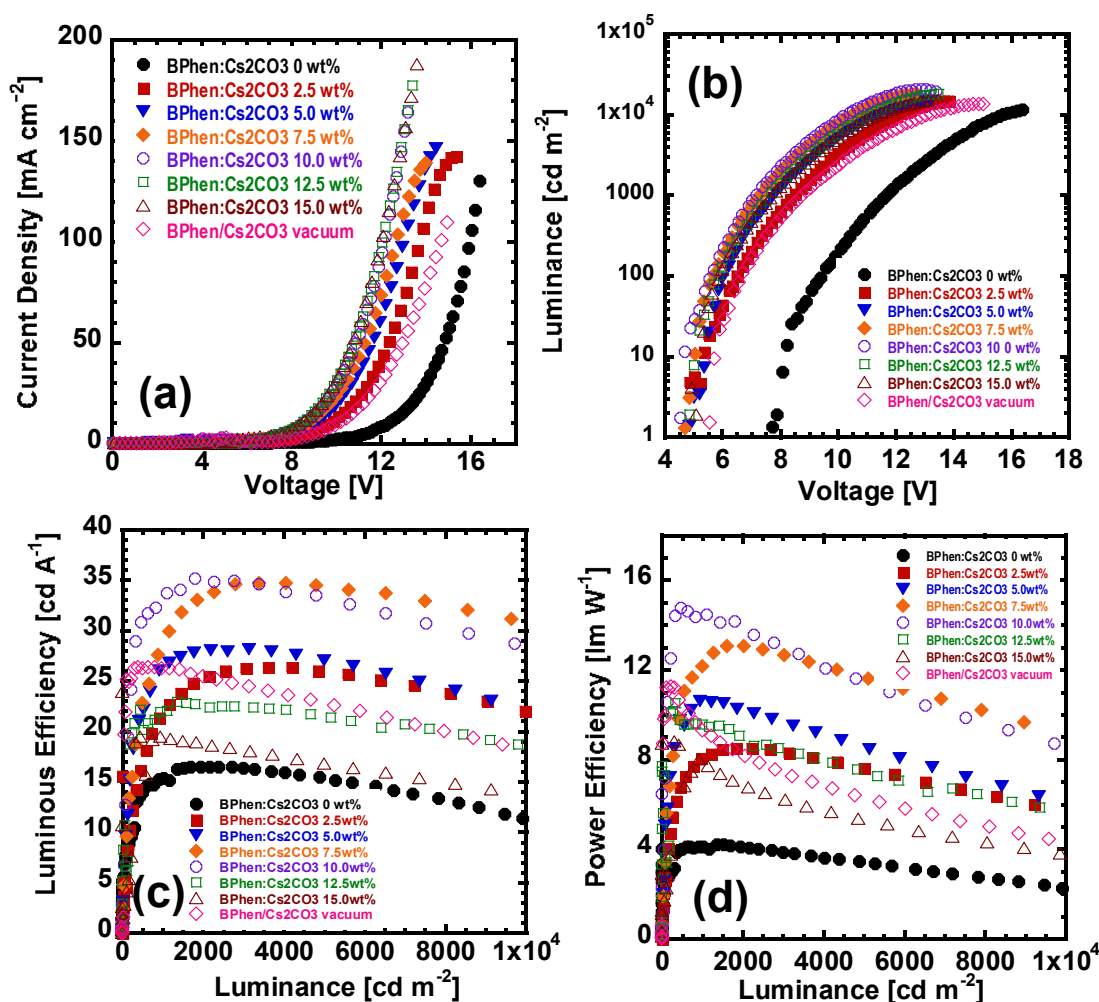 200
150
100
50
0
Current Density [mA cm-2]
BPhen:Cs2CO3 0 wt%
BPhen:Cs2CO3 2.5 wt%
BPhen:Cs2CO3 5.0 wt%
BPhen:Cs2CO3 7.5 wt%
BPhen:Cs2CO3 10.0 wt%
BPhen:Cs2CO3 12.5 wt%
BPhen:Cs2CO3 15.0 wt%
BPhen/Cs2CO3 vacuum
(a)
0 4 8 12 16
Voltage [V]
1x10^5
1x10^4
1000
100
10
1
Luminance [cd m-2]
(b)
BPhen:Cs2CO3 0 wt%
BPhen:Cs2CO3 2.5 wt%
BPhen:Cs2CO3 5.0 wt%
BPhen:Cs2CO3 7.5 wt%
BPhen:Cs2CO3 10 0 wt%
BPhen:Cs2CO3 12.5 wt%
BPhen:Cs2CO3 15.0 wt%
BPhen/Cs2CO3 vacuum
4 6 8 10 12 14 16 18
Voltage [V]
40
35
30
25
20
15
10
5
0
Luminous Efficiency [cd A-1]
BPhen:Cs2CO3 0 wt%
BPhen:Cs2CO3 2.5wt%
BPhen:Cs2CO3 5.0wt%
BPhen:Cs2CO3 7.5wt%
BPhen:Cs2CO3 10.0wt%
BPhen:Cs2CO3 12.5wt%
BPhen:Cs2CO3 15.0wt%
BPhen/Cs2CO3 vacuum
(c)
0 2000 4000 6000 8000 1x10^4
Luminance [cd m-2]
16
12
8
4
0
Power Efficiency [lm W-1]
BPhen:Cs2CO3 0 wt%
BPhen:Cs2CO3 2.5wt%
BPhen:Cs2CO3 5.0wt%
BPhen:Cs2CO3 7.5wt%
BPhen:Cs2CO3 10.0wt%
BPhen:Cs2CO3 12.5wt%
BPhen:Cs2CO3 15.0wt%
BPhen/Cs2CO3 vacuum
(d)
0 2000 4000 6000 8000 1x10^4
Luminance [cd m-2]